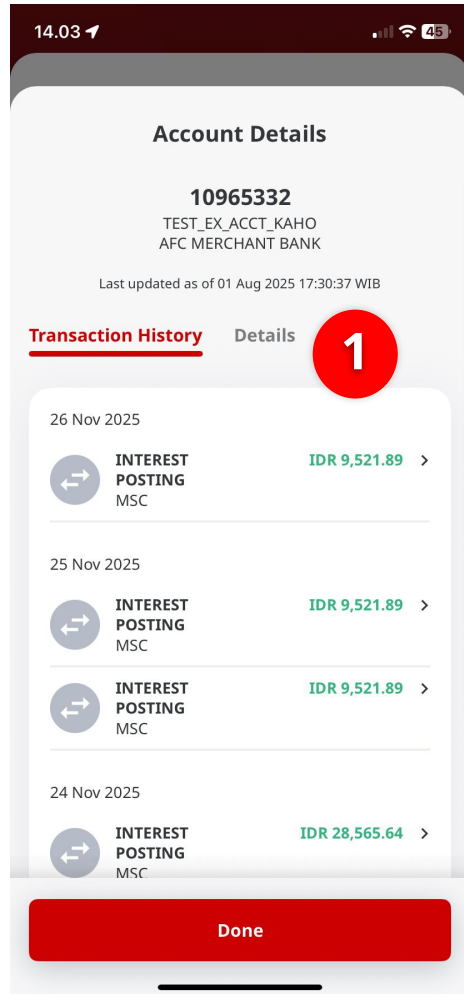 14.03
45
Account Details
10965332
TEST_EX_ACCT_KAHO
AFC MERCHANT BANK
Last updated as of 01 Aug 2025 17:30:37 WIB
Transaction History Details
1
26 Nov 2025
INTEREST POSTING IDR 9,521.89
MSC
25 Nov 2025
INTEREST POSTING IDR 9,521.89
MSC
INTEREST POSTING IDR 9,521.89
MSC
24 Nov 2025
INTEREST POSTING IDR 28,565.64
MSC
Done